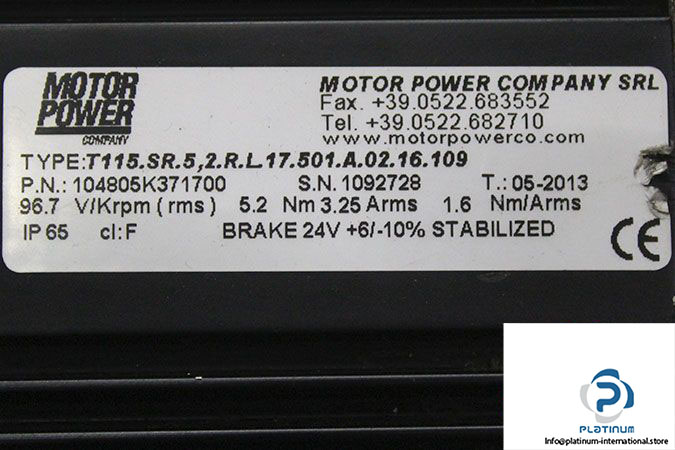 MOTOR
POWER
COMPANY
MOTOR POWER COMPANY SRL
Fax. +39.0522.683552
Tel. +39.0522.682710
www.motorpowerco.com
TYPE:T115.SR.5,2.R.L.17.501.A.02.16.109
P.N.: 104805K371700 S.N. 1092728 T.: 05-2013
96.7 V/Krpm ( rms ) 5.2 Nm 3.25 Arms 1.6 Nm/Arms
IP 65 cl: F BRAKE 24V +6/-10% STABILIZED
CE
PLATINUM
Info@platinum-international.store